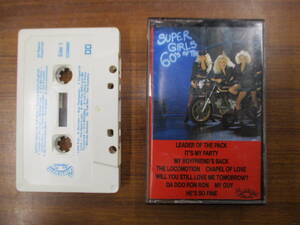 SUPER
GIRLS
60'S OF THE
LEADER OF THE PACK
IT'S MY PARTY
MY BOYFRIEND'S BACK
THE LOCOMOTION CHAPEL OF LOVE
WILL YOU STILL LOVE ME TOMORROW?
DA DOO RON RON MY GUY
HE'S SO FINE